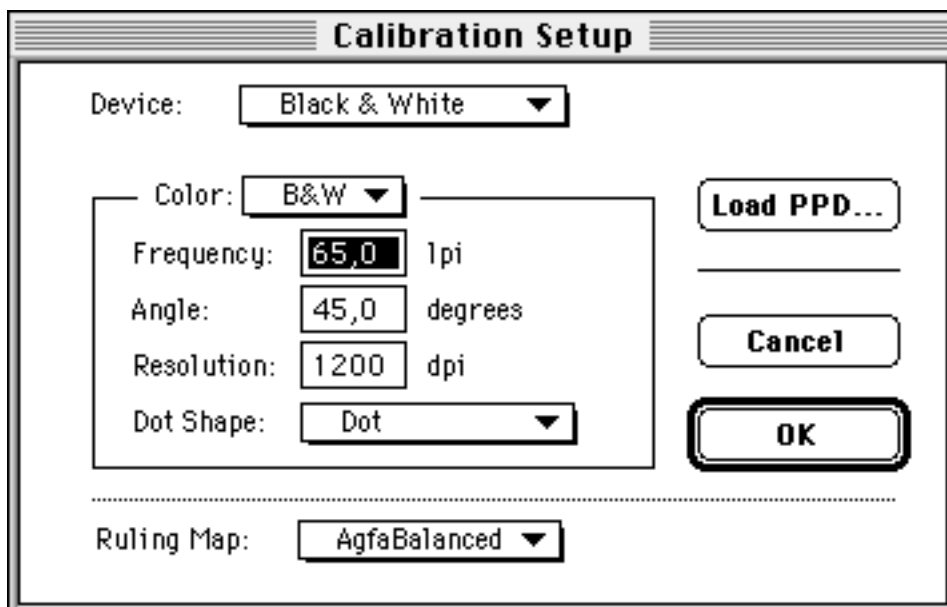 Calibration Setup
Device: Black & White
Color: B&W
Frequency: 65,0 lpi
Angle: 45,0 degrees
Resolution: 1200 dpi
Dot Shape: Dot
Load PPD...
Cancel
OK
Ruling Map: AgfaBalanced